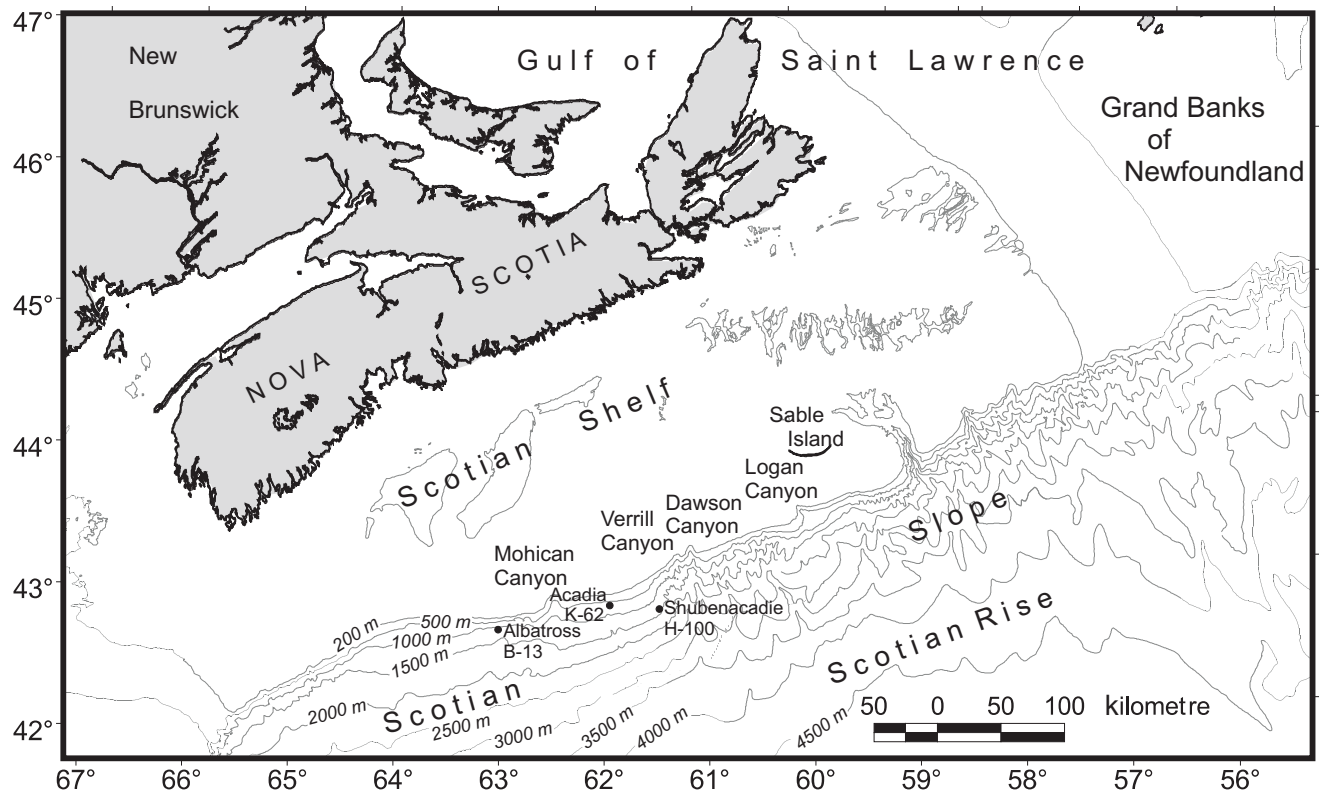 47°
46°
45°
44°
43°
42°
New
Brunswick
Gulf of Saint Lawrence
Grand Banks
of
Newfoundland
NOVA SCOTIA
Scotian Shelf
Sable
Island
Logan
Canyon
Dawson
Canyon
Verrill
Canyon
Mohican
Canyon
Acadia
K-62
Shubenacadie
H-100
Albatross
B-13
Scotian Slope
Scotian Rise
200 m
500 m
1000 m
1500 m
2000 m
2500 m
3000 m
3500 m
4000 m
4500 m
50 0 50 100 kilometre
67° 66° 65° 64° 63° 62° 61° 60° 59° 58° 57° 56°